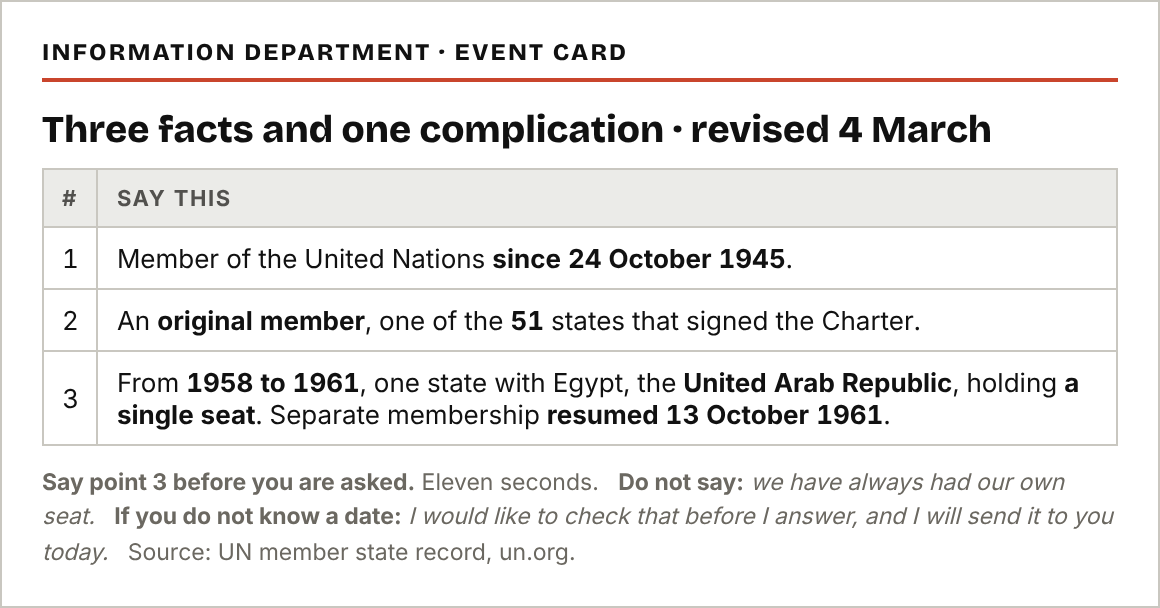 INFORMATION DEPARTMENT · EVENT CARD
Three facts and one complication · revised 4 March
# SAY THIS
1 Member of the United Nations since 24 October 1945.
2 An original member, one of the 51 states that signed the Charter.
3 From 1958 to 1961, one state with Egypt, the United Arab Republic, holding a
single seat. Separate membership resumed 13 October 1961.
Say point 3 before you are asked. Eleven seconds. Do not say: we have always had our own
seat. If you do not know a date: I would like to check that before I answer, and I will send it to you
today. Source: UN member state record, un.org.